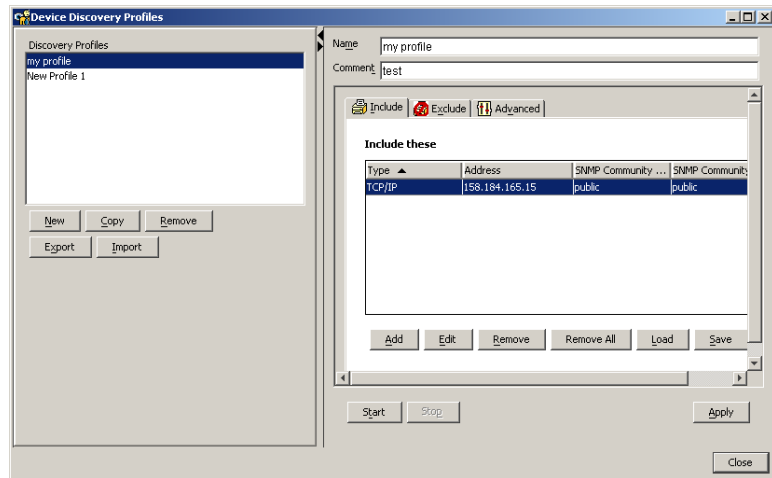 Device Discovery Profiles
Discovery Profiles
my profile
New Profile 1
New Copy Remove
Export Import
Name my profile
Comment test
Include Exclude Advanced
Include these
Type Address SNMP Community ... SNMP Community
TCP/IP 158.184.165.15 public public
Add Edit Remove Remove All Load Save
Start Stop Apply
Close